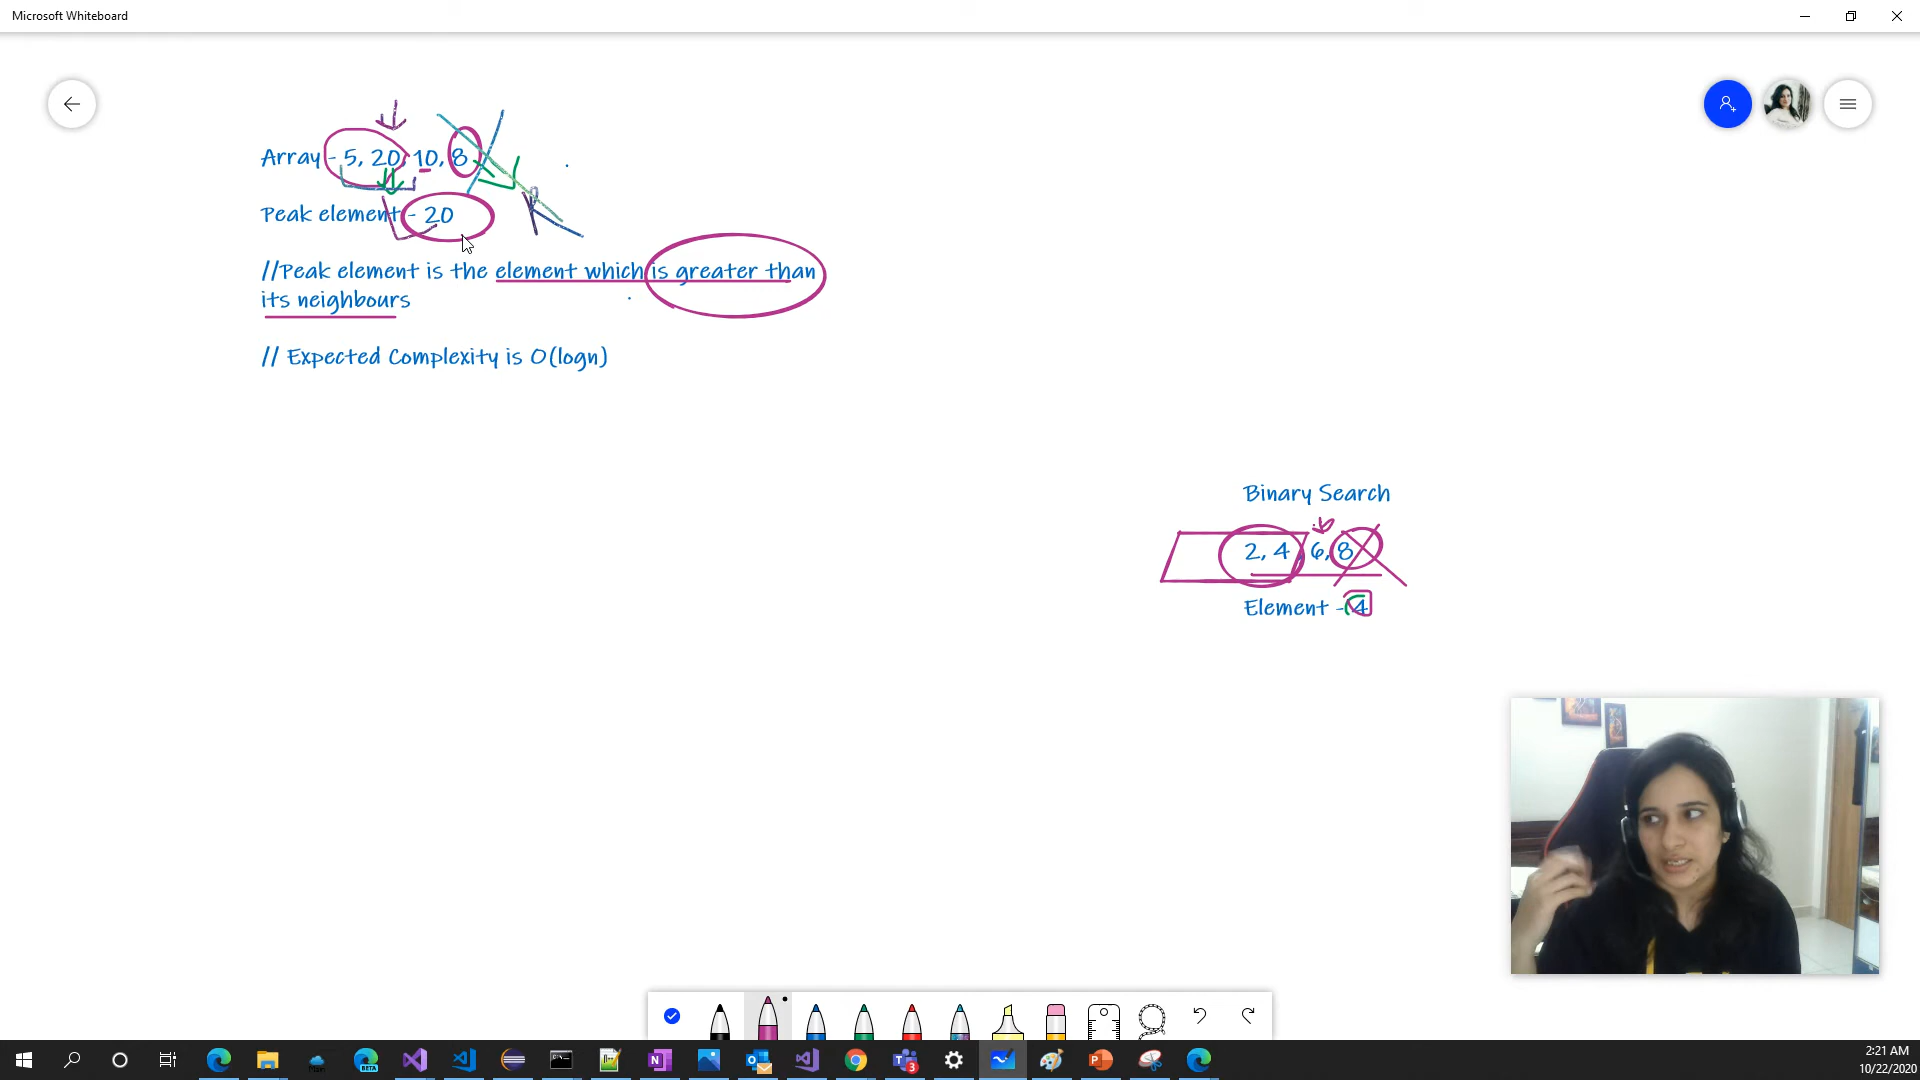 Microsoft Whiteboard
Array - 5, 20, 10, 8
Peak element - 20
//Peak element is the element which is greater than
its neighbours
// Expected Complexity is O(logn)
Binary Search
2, 4, 6, 8
Element - 4
2:21 AM
10/22/2020